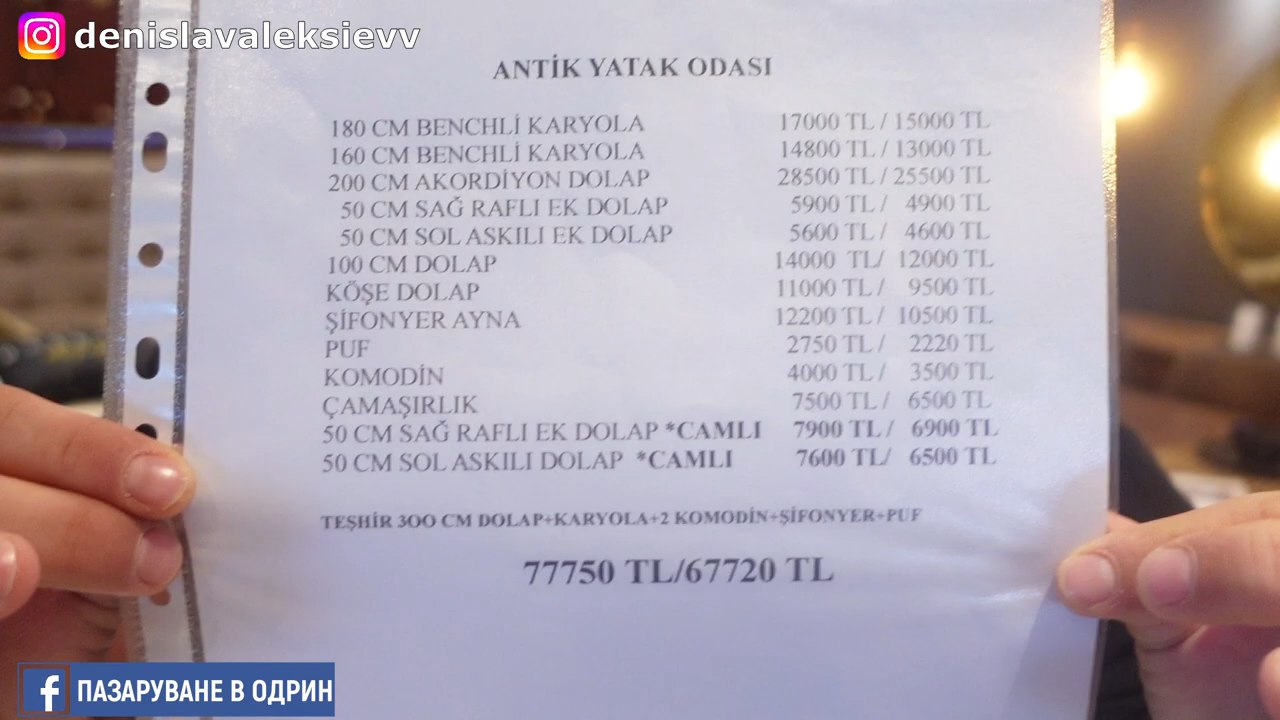 denislavaleksievv
ANTİK YATAK ODASI
180 CM BENCHLİ KARYOLA 17000 TL / 15000 TL
160 CM BENCHLİ KARYOLA 14800 TL / 13000 TL
200 CM AKORDİYON DOLAP 28500 TL / 25500 TL
50 CM SAĞ RAFLI EK DOLAP 5900 TL / 4900 TL
50 CM SOL ASKILI EK DOLAP 5600 TL / 4600 TL
100 CM DOLAP 14000 TL/ 12000 TL
KÖŞE DOLAP 11000 TL / 9500 TL
ŞİFONYER AYNA 12200 TL / 10500 TL
PUF 2750 TL / 2220 TL
KOMODİN 4000 TL / 3500 TL
ÇAMAŞIRLIK 7500 TL / 6500 TL
50 CM SAĞ RAFLI EK DOLAP *CAMLI 7900 TL / 6900 TL
50 CM SOL ASKILI DOLAP *CAMLI 7600 TL/ 6500 TL
TEŞHİR 3OO CM DOLAP+KARYOLA+2 KOMODİN+ŞİFONYER+PUF
77750 TL/67720 TL
ПАЗАРУВАНЕ В ОДРИН